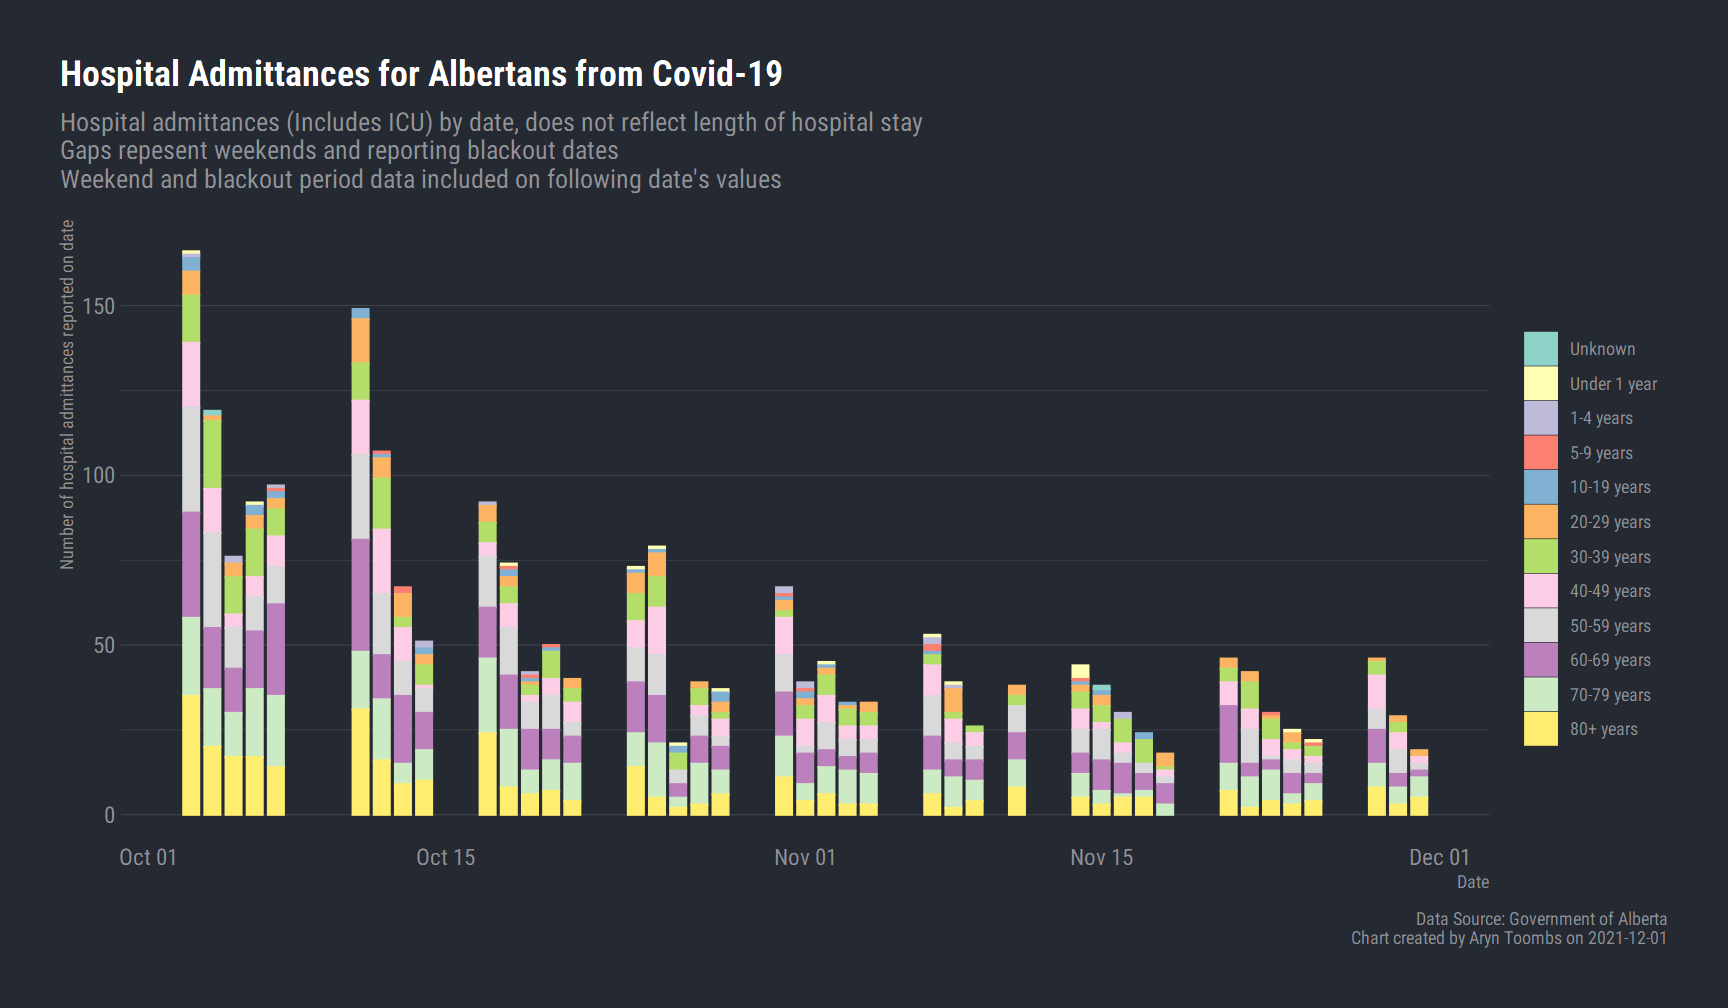 Hospital Admittances for Albertans from Covid-19
Hospital admittances (Includes ICU) by date, does not reflect length of hospital stay
Gaps repesent weekends and reporting blackout dates
Weekend and blackout period data included on following date's values
Number of hospital admittances reported on date
150
100
50
0
Oct 01
Oct 15
Nov 01
Nov 15
Dec 01
Date
Unknown
Under 1 year
1-4 years
5-9 years
10-19 years
20-29 years
30-39 years
40-49 years
50-59 years
60-69 years
70-79 years
80+ years
Data Source: Government of Alberta
Chart created by Aryn Toombs on 2021-12-01